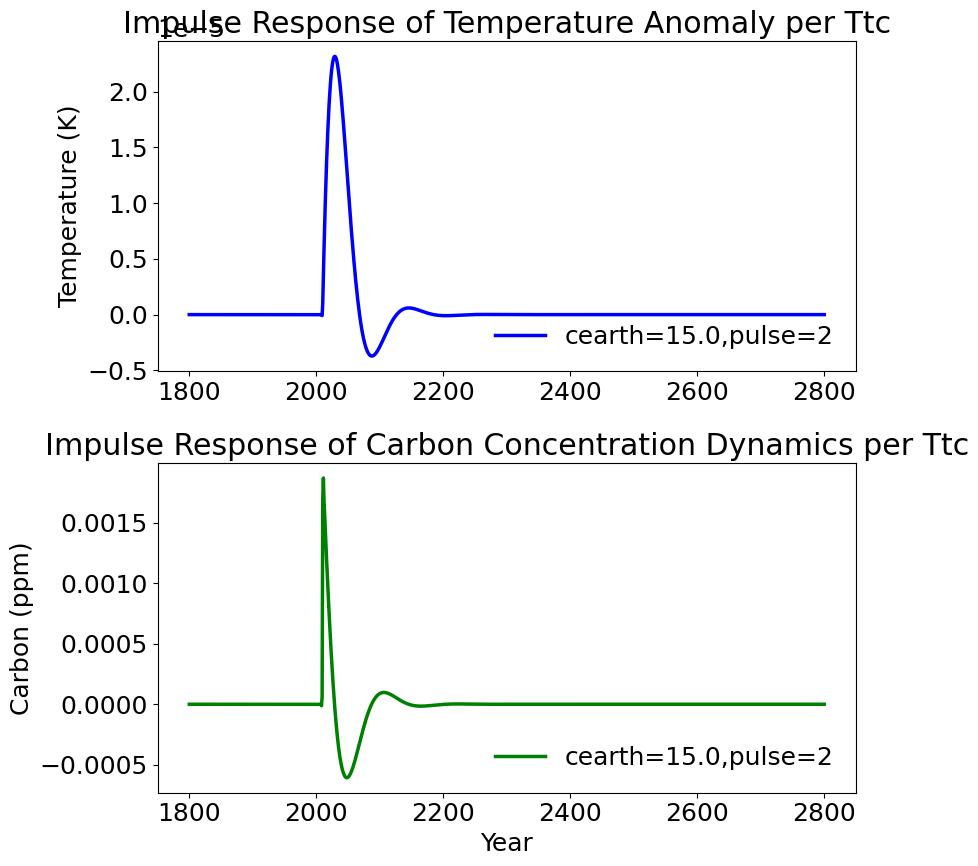 Impulse Response of Temperature Anomaly per Ttc
1e−5
2.0
1.5
1.0
0.5
0.0
−0.5
Temperature (K)
cearth=15.0,pulse=2
1800 2000 2200 2400 2600 2800
Impulse Response of Carbon Concentration Dynamics per Ttc
0.0015
0.0010
0.0005
0.0000
−0.0005
Carbon (ppm)
cearth=15.0,pulse=2
1800 2000 2200 2400 2600 2800
Year